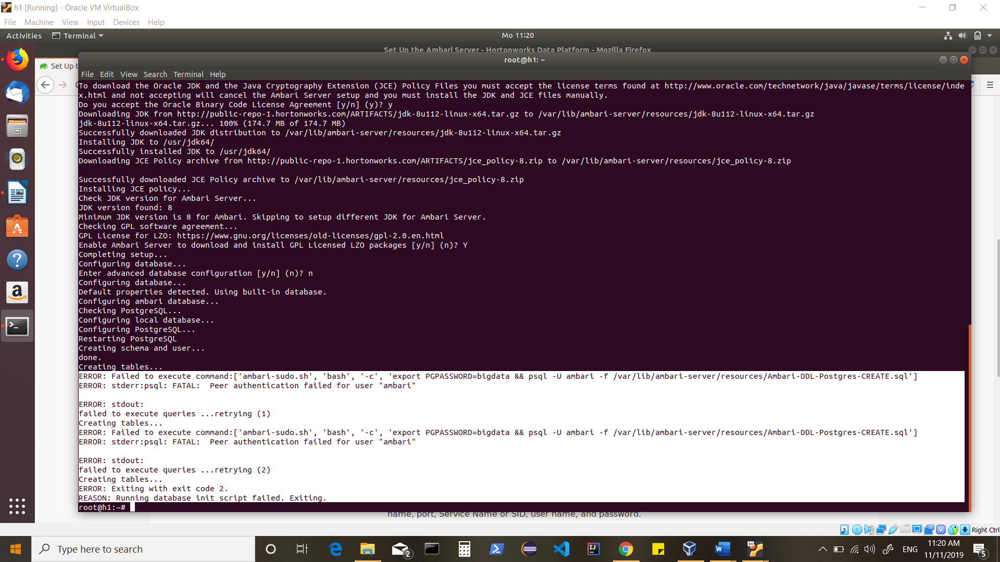 h1 [Running] - Oracle VM VirtualBox
File Machine View Input Devices Help
Activities Terminal Mo 11:20
Set Up the Ambari Server - Hortonworks Data Platform - Mozilla Firefox
root@h1: ~
Set Up t
File Edit View Search Terminal Help
To download the Oracle JDK and the Java Cryptography Extension (JCE) Policy Files you must accept the license terms found at http://www.oracle.com/technetwork/java/javase/terms/license/inde
x.html and not accepting will cancel the Ambari Server setup and you must install the JDK and JCE files manually.
Do you accept the Oracle Binary Code License Agreement [y/n] (y)? y
Downloading JDK from http://public-repo-1.hortonworks.com/ARTIFACTS/jdk-8u112-linux-x64.tar.gz to /var/lib/ambari-server/resources/jdk-8u112-linux-x64.tar.gz
jdk-8u112-linux-x64.tar.gz... 100% (174.7 MB of 174.7 MB)
Successfully downloaded JDK distribution to /var/lib/ambari-server/resources/jdk-8u112-linux-x64.tar.gz
Installing JDK to /usr/jdk64/
Successfully installed JDK to /usr/jdk64/
Downloading JCE Policy archive from http://public-repo-1.hortonworks.com/ARTIFACTS/jce_policy-8.zip to /var/lib/ambari-server/resources/jce_policy-8.zip
Successfully downloaded JCE Policy archive to /var/lib/ambari-server/resources/jce_policy-8.zip
Installing JCE policy...
Check JDK version for Ambari Server...
JDK version found: 8
Minimum JDK version is 8 for Ambari. Skipping to setup different JDK for Ambari Server.
Checking GPL software agreement...
GPL License for LZO: https://www.gnu.org/licenses/old-licenses/gpl-2.0.en.html
Enable Ambari Server to download and install GPL Licensed LZO packages [y/n] (n)? Y
Completing setup...
Configuring database...
Enter advanced database configuration [y/n] (n)? n
Configuring database...
Default properties detected. Using built-in database.
Configuring ambari database...
Checking PostgreSQL...
Configuring local database...
Configuring PostgreSQL...
Restarting PostgreSQL
Creating schema and user...
done.
Creating tables...
ERROR: Failed to execute command:['ambari-sudo.sh', 'bash', '-c', 'export PGPASSWORD=bigdata && psql -U ambari -f /var/lib/ambari-server/resources/Ambari-DDL-Postgres-CREATE.sql']
ERROR: stderr:psql: FATAL:  Peer authentication failed for user "ambari"
ERROR: stdout:
failed to execute queries ...retrying (1)
Creating tables...
ERROR: Failed to execute command:['ambari-sudo.sh', 'bash', '-c', 'export PGPASSWORD=bigdata && psql -U ambari -f /var/lib/ambari-server/resources/Ambari-DDL-Postgres-CREATE.sql']
ERROR: stderr:psql: FATAL:  Peer authentication failed for user "ambari"
ERROR: stdout:
failed to execute queries ...retrying (2)
Creating tables...
ERROR: Exiting with exit code 2.
REASON: Running database init script failed. Exiting.
root@h1:~#
name, port, Service Name or SID, user name, and password.
Right Ctrl
Type here to search
2
ENG
11:20 AM
11/11/2019
5